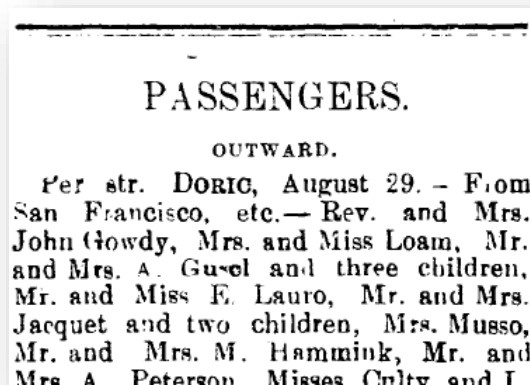 PASSENGERS.
OUTWARD.
Per str. DORIC, August 29. – From
San Francisco, etc.— Rev. and Mrs.
John Gowdy, Mrs. and Miss Loam, Mr.
and Mrs. A. and three children,
Mr. and Miss E. Lauro, Mr. and Mrs.
Jacquet and two children, Mrs. Musso,
Mr. and Mrs. M. Hammink, Mr. and
Mrs. A. Peterson, Misses Culty and